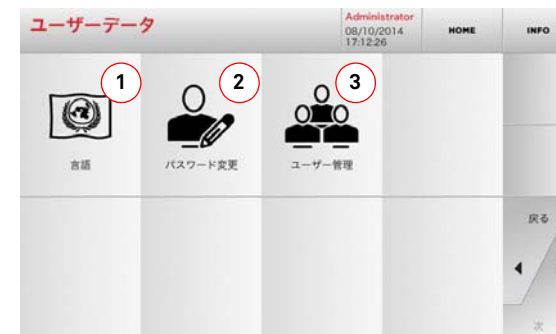 ユーザーデータ
Administrator
08/10/2014
17:12:26
HOME
INFO
1
2
3
言語
パスワード変更
ユーザー管理
戻る
次